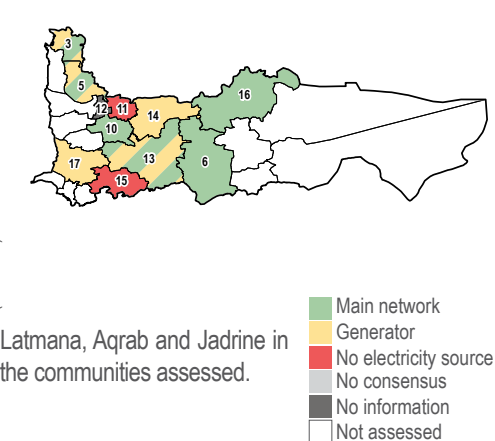 3
5
16
12 11
14
10
13
6
17
15
Latmana, Aqrab and Jadrine in
the communities assessed.
Main network
Generator
No electricity source
No consensus
No information
Not assessed